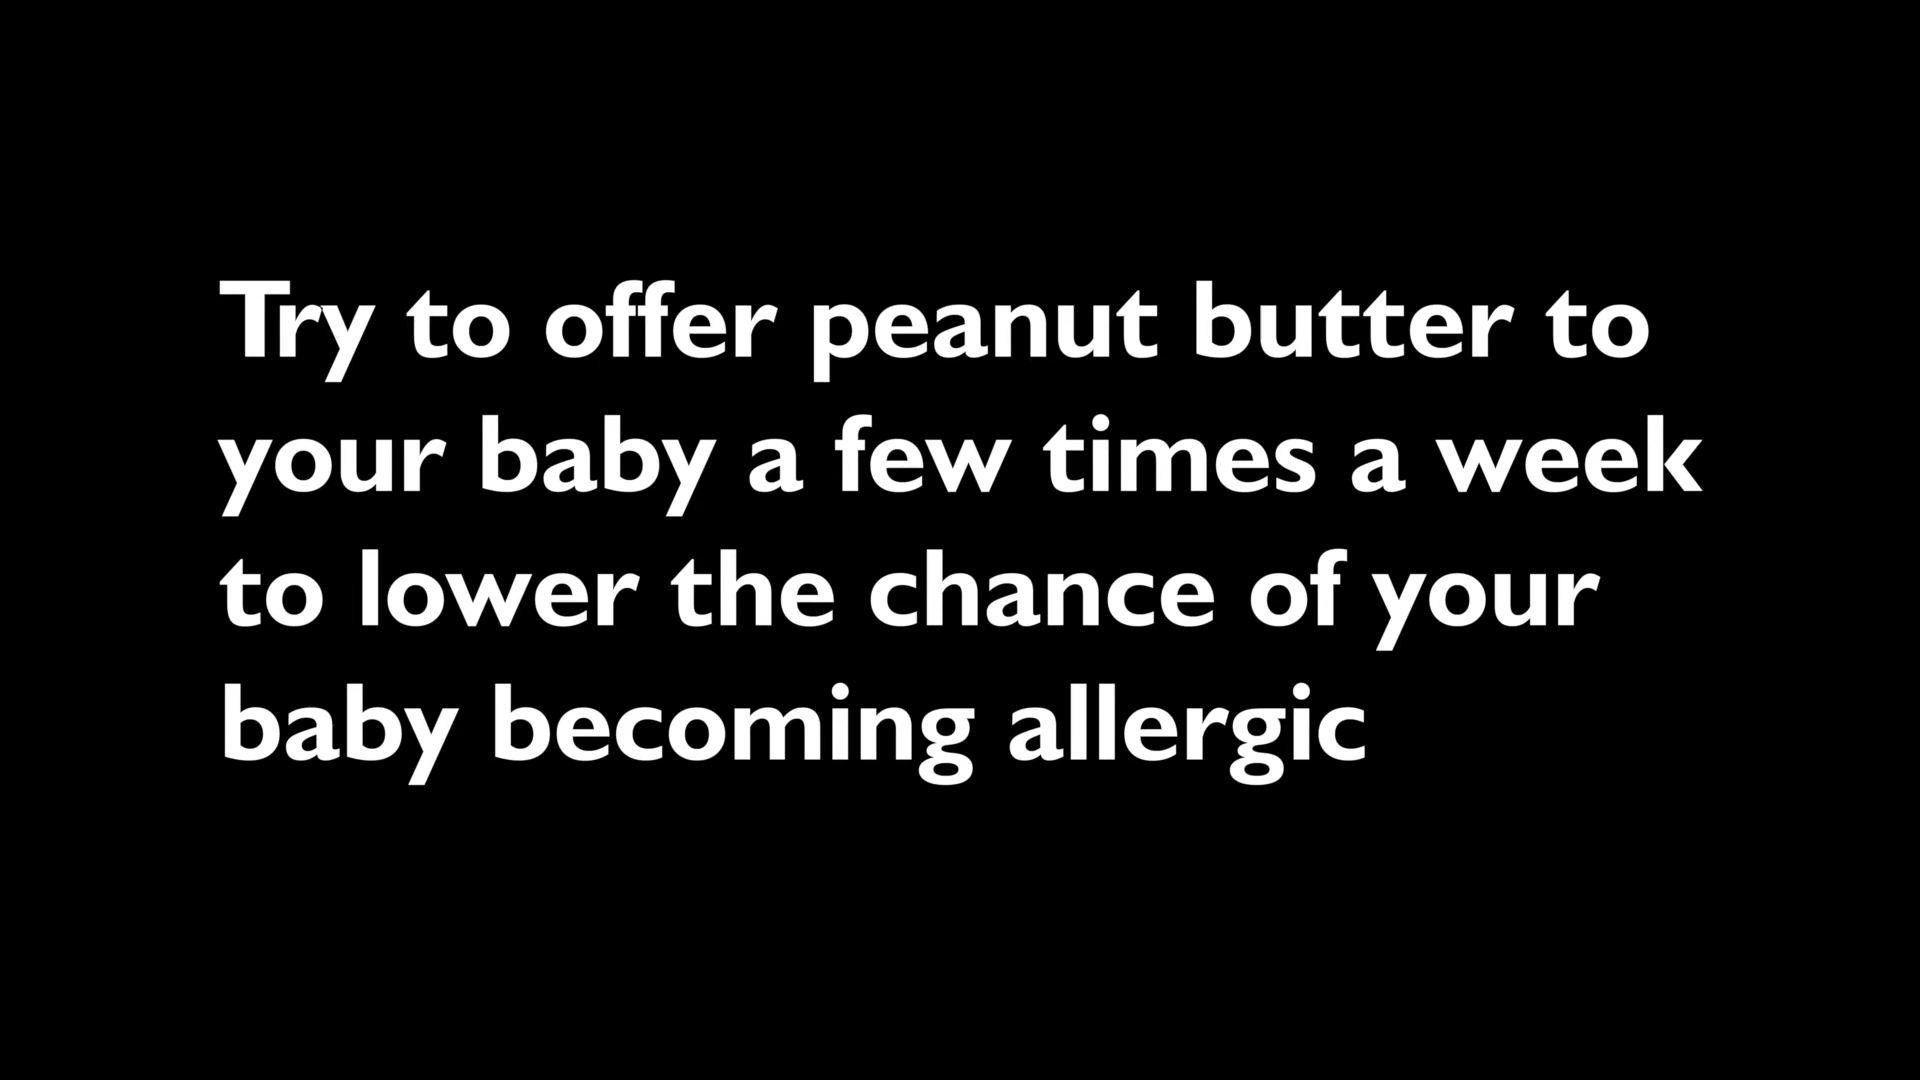 Try to offer peanut butter to
your baby a few times a week
to lower the chance of your
baby becoming allergic